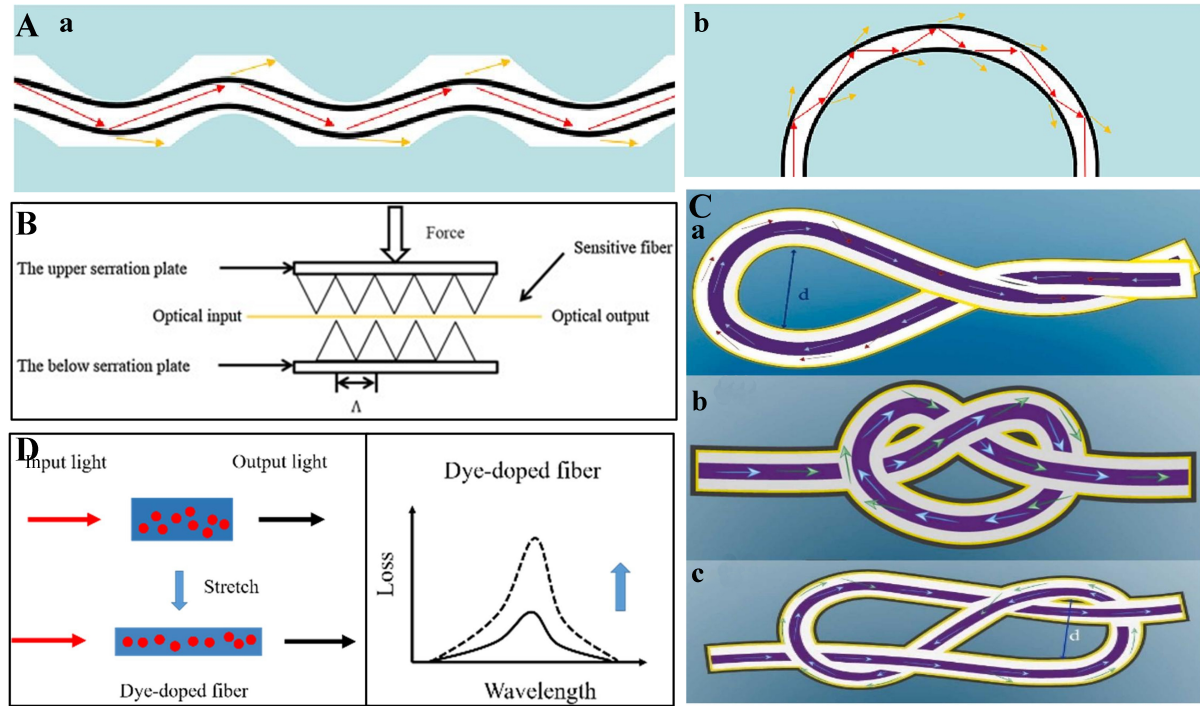 A
a
b
B
Force
Sensitive fiber
The upper serration plate
Optical input
Optical output
The below serration plate
Λ
C
a
d
b
c
d
D
Input light
Output light
Stretch
Dye-doped fiber
Dye-doped fiber
Loss
Wavelength